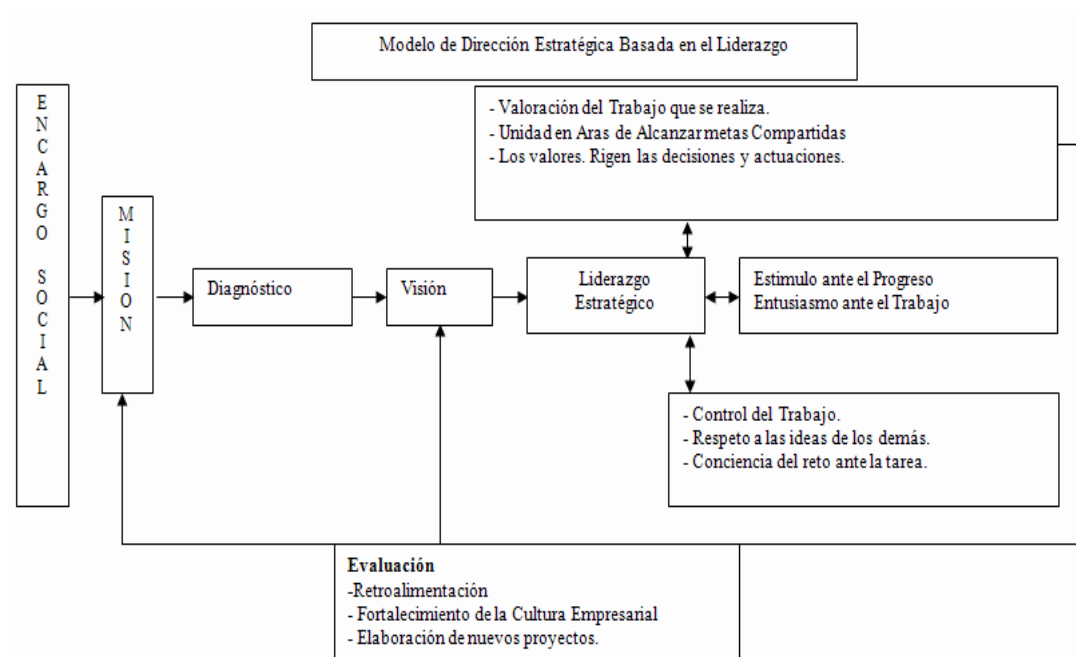 Modelo de Dirección Estratégica Basada en el Liderazgo
ENCARGO SOCIAL
MISION
Diagnóstico
Visión
Liderazgo
Estratégico
- Valoración del Trabajo que se realiza.
- Unidad en Aras de Alcanzar metas Compartidas
- Los valores. Rigen las decisiones y actuaciones.
Estimulo ante el Progreso
Entusiasmo ante el Trabajo
- Control del Trabajo.
- Respeto a las ideas de los demás.
- Conciencia del reto ante la tarea.
Evaluación
-Retroalimentación
- Fortalecimiento de la Cultura Empresarial
- Elaboración de nuevos proyectos.